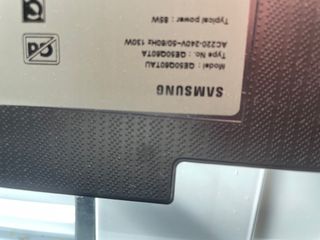 SAMSUNG
Model : QE50Q60TAU
Type No. : QE50Q60TA
AC220-240V~50/60Hz 130W
Typical power : 85W